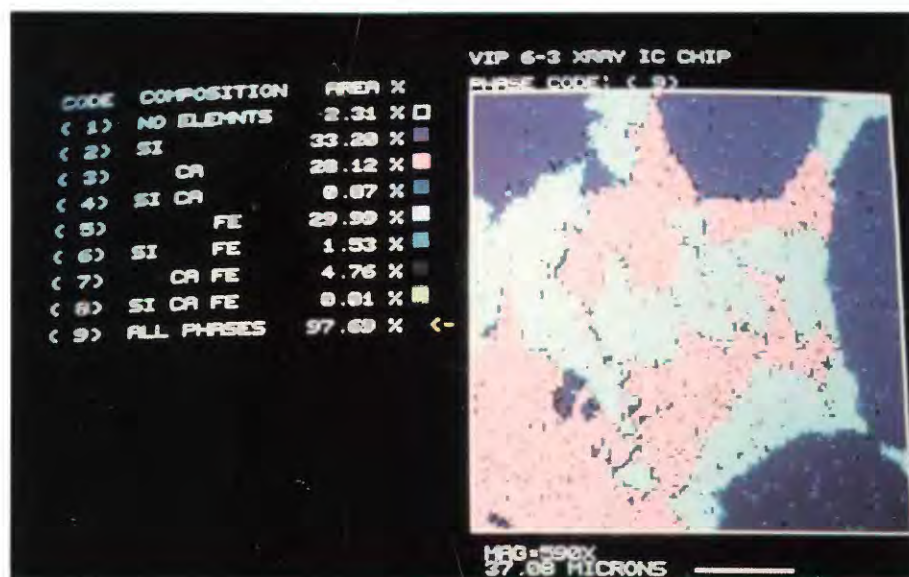 VIP 6-3 XRAY IC CHIP
PHASE CODE: ( 9)
CODE COMPOSITION AREA %
( 1) NO ELEMNTS 2.31 %
( 2) SI 33.20 %
( 3) CA 28.12 %
( 4) SI CA 0.07 %
( 5) FE 29.99 %
( 6) SI FE 1.53 %
( 7) CA FE 4.76 %
( 8) SI CA FE 0.01 %
( 9) ALL PHASES 97.69 % <-
MAG=590X
37.08 MICRONS